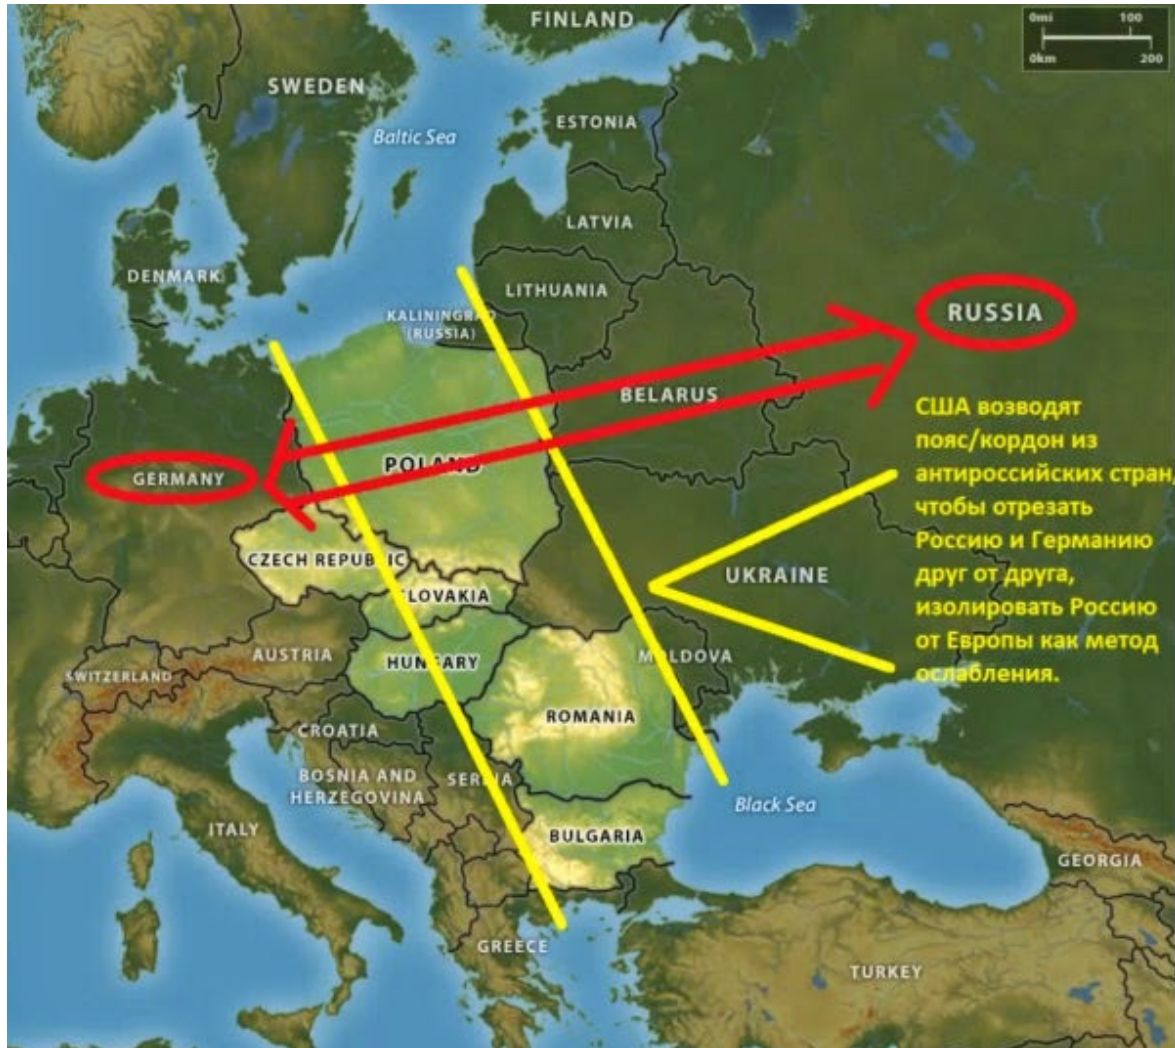 FINLAND
0mi 100
0km 200
SWEDEN
Baltic Sea
ESTONIA
LATVIA
DENMARK
LITHUANIA
KALININGRAD
(RUSSIA)
RUSSIA
BELARUS
США возводят
пояс/кордон из
антироссийских стран,
чтобы отрезать
Россию и Германию
друг от друга,
изолировать Россию
от Европы как метод
ослабления.
POLAND
GERMANY
CZECH REPUBLIC
UKRAINE
SLOVAKIA
AUSTRIA
HUNGARY
MOLDOVA
SWITZERLAND
ROMANIA
CROATIA
BOSNIA AND
HERZEGOVINA
SERBIA
Black Sea
ITALY
BULGARIA
GEORGIA
GREECE
TURKEY